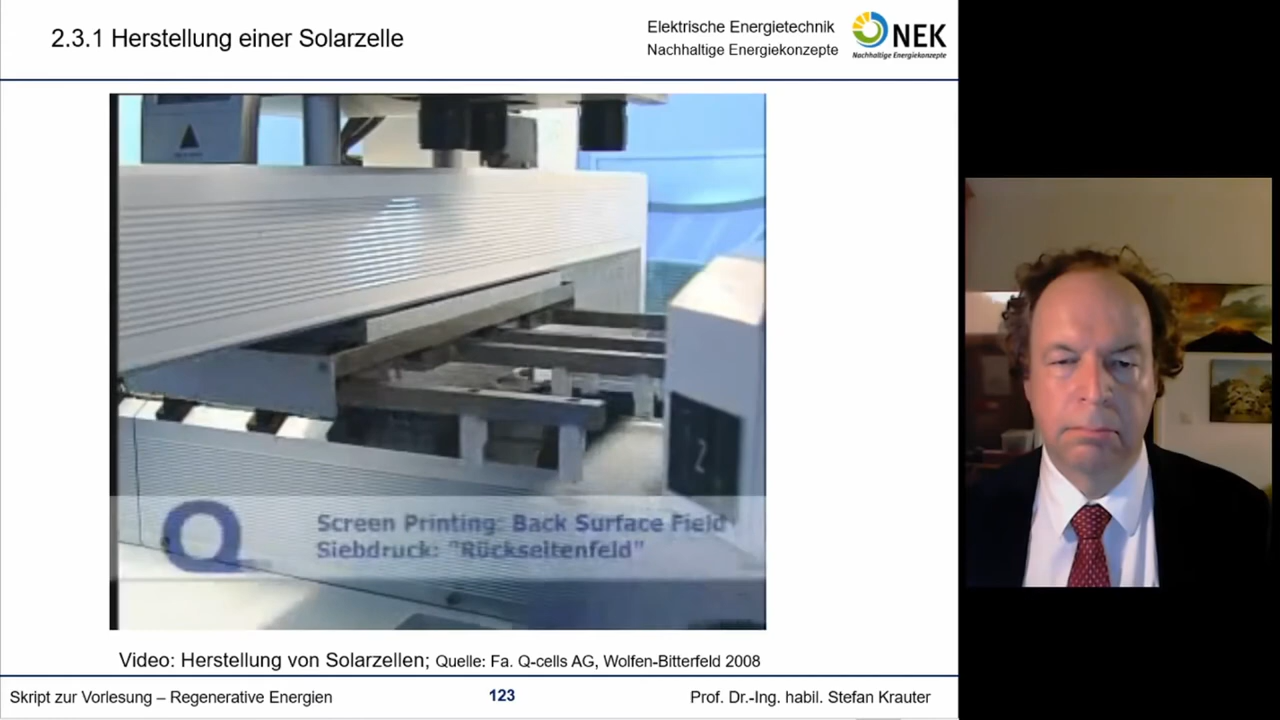 2.3.1 Herstellung einer Solarzelle
Elektrische Energietechnik
Nachhaltige Energiekonzepte
NEK
Nachhaltige Energiekonzepte
Q
Screen Printing: Back Surface Field
Siebdruck: "Rückseitenfeld"
Video: Herstellung von Solarzellen; Quelle: Fa. Q-cells AG, Wolfen-Bitterfeld 2008
Skript zur Vorlesung – Regenerative Energien
123
Prof. Dr.-Ing. habil. Stefan Krauter